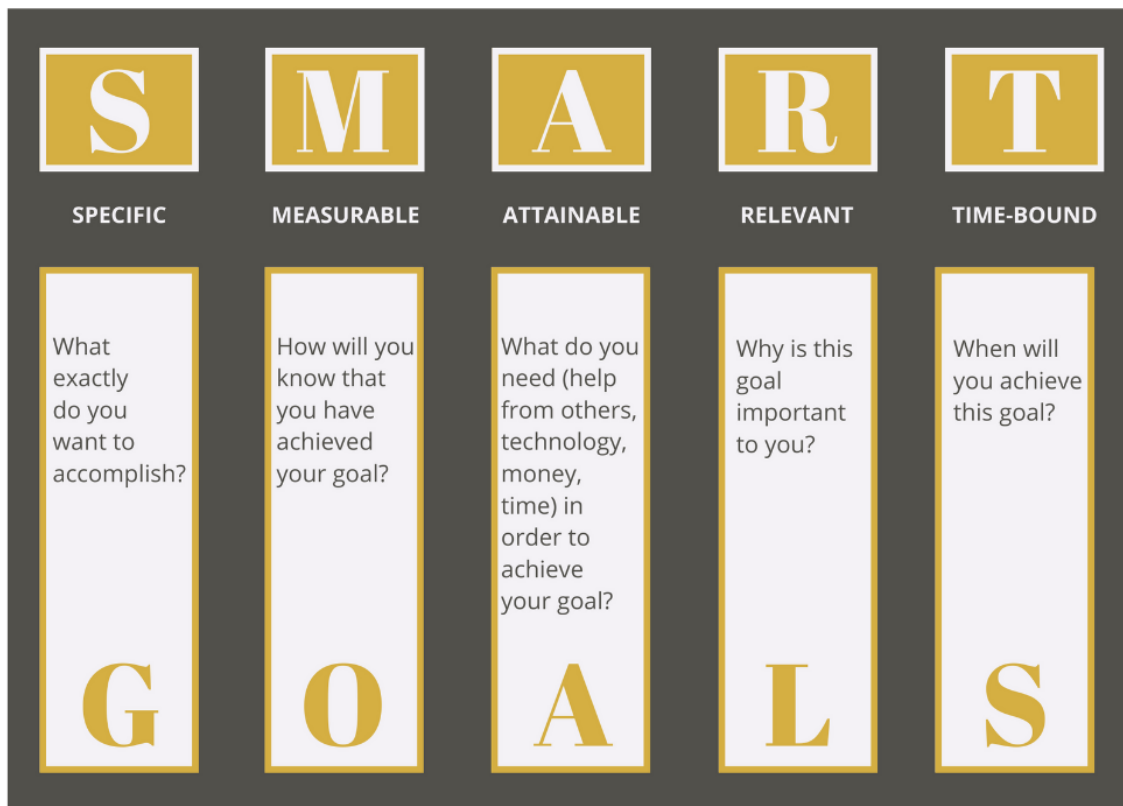 S M A R T
SPECIFIC MEASURABLE ATTAINABLE RELEVANT TIME-BOUND
What
exactly
do you
want to
accomplish?
How will you
know that
you have
achieved
your goal?
What do you
need (help
from others,
technology,
money,
time) in
order to
achieve
your goal?
Why is this
goal
important
to you?
When will
you achieve
this goal?
G O A L S